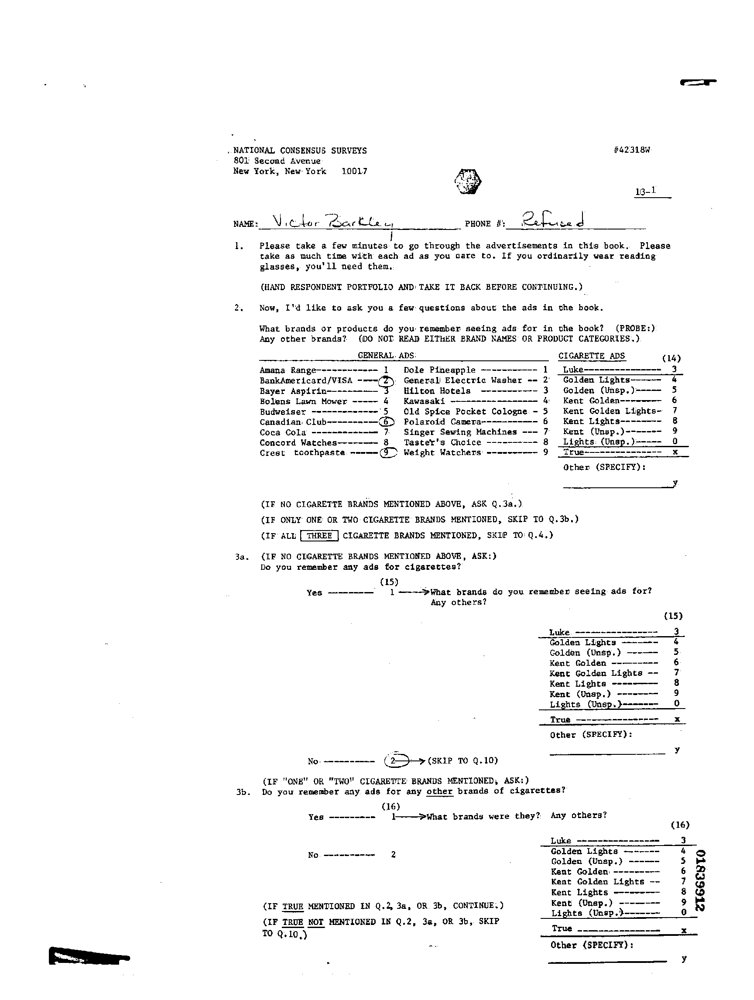 NATIONAL CONSENSUS SURVEYS #42318W
801 Second Avenue
New York, New York 10017
10-1
NAME: Victor Barkley PHONE #: Refused
1. Please take a few minutes to go through the advertisements in this book. Please
take as much time with each ad as you care to. If you ordinarily wear reading
glasses, you'll need them.
(HAND RESPONDENT PORTFOLIO AND TAKE IT BACK BEFORE CONTINUING.)
2. Now, I'd like to ask you a few questions about the ads in the book.
What brands or products do you remember seeing ads for in the book? (PROBE:)
Any other brands? (DO NOT READ EITHER BRAND NAMES OR PRODUCT CATEGORIES.)
GENERAL ADS CIGARETTE ADS (14)
Amana Range------------ 1 Dole Pineapple ----------- 1 Luke---------------- 3
BankAmericard/VISA ---- 2 General Electric Washer -- 2 Golden Lights------ 4
Bayer Aspirin---------- 3 Hilton Hotels ----------- 3 Golden (Unsp.)----- 5
Bolens Lawn Mower ----- 4 Kawasaki ----------------- 4 Kent Golden-------- 6
Budweiser ------------- 5 Old Spice Pocket Cologne - 5 Kent Golden Lights- 7
Canadian Club---------- 6 Polaroid Camera----------- 6 Kent Lights-------- 8
Coca Cola ------------- 7 Singer Sewing Machines --- 7 Kent (Unsp.)------- 9
Concord Watches-------- 8 Taster's Choice ---------- 8 Lights (Unsp.)----- 0
Crest toothpaste ------ 9 Weight Watchers ---------- 9 True--------------- x
Other (SPECIFY):
y
(IF NO CIGARETTE BRANDS MENTIONED ABOVE, ASK Q.3a.)
(IF ONLY ONE OR TWO CIGARETTE BRANDS MENTIONED, SKIP TO Q.3b.)
(IF ALL THREE CIGARETTE BRANDS MENTIONED, SKIP TO Q.4.)
3a. (IF NO CIGARETTE BRANDS MENTIONED ABOVE, ASK:)
Do you remember any ads for cigarettes?
(15)
Yes -------- 1 ---->What brands do you remember seeing ads for?
Any others?
(15)
Luke ---------------- 3
Golden Lights ------- 4
Golden (Unsp.) ------ 5
Kent Golden --------- 6
Kent Golden Lights -- 7
Kent Lights --------- 8
Kent (Unsp.) -------- 9
Lights (Unsp.)------- 0
True ---------------- x
Other (SPECIFY):
y
No --------- 2 --> (SKIP TO Q.10)
(IF "ONE" OR "TWO" CIGARETTE BRANDS MENTIONED, ASK:)
3b. Do you remember any ads for any other brands of cigarettes?
(16)
Yes --------- 1---->What brands were they? Any others?
(16)
Luke ---------------- 3
Golden Lights ------- 4
No ---------- 2
Golden (Unsp.) ------ 5
Kent Golden --------- 6
Kent Golden Lights -- 7
Kent Lights --------- 8
(IF TRUE MENTIONED IN Q.2, 3a, OR 3b, CONTINUE.) Kent (Unsp.) -------- 9
Lights (Unsp.)------- 0
(IF TRUE NOT MENTIONED IN Q.2, 3a, OR 3b, SKIP
TO Q.10.) True ---------------- x
Other (SPECIFY):
y
01839912